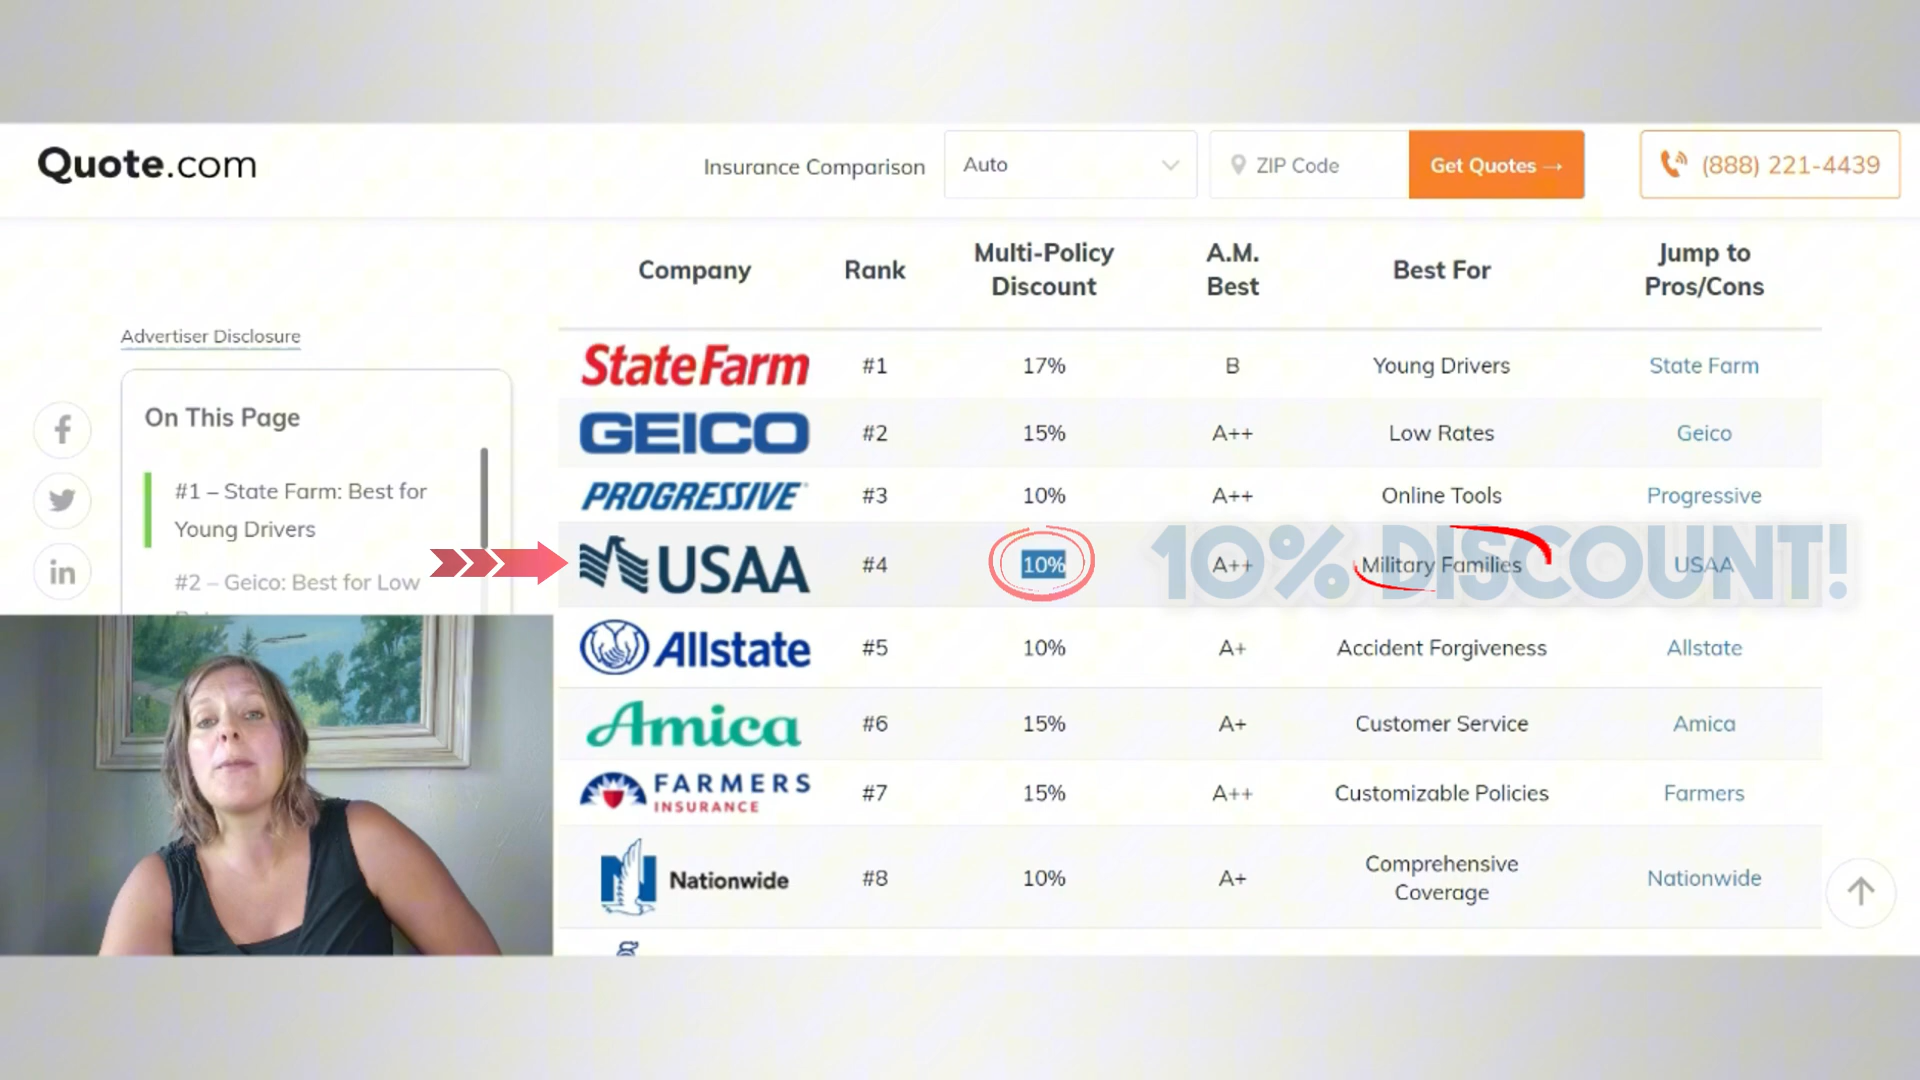 Quote.com
Insurance Comparison
Auto
ZIP Code
Get Quotes →
(888) 221-4439
Company Rank Multi-Policy Discount A.M. Best Best For Jump to Pros/Cons
Advertiser Disclosure
On This Page
#1 – State Farm: Best for
Young Drivers
#2 – Geico: Best for Low
State Farm #1 17% B Young Drivers State Farm
GEICO #2 15% A++ Low Rates Geico
PROGRESSIVE #3 10% A++ Online Tools Progressive
USAA #4 10% A++ Military Families USAA
10% DISCOUNT!
Allstate #5 10% A+ Accident Forgiveness Allstate
Amica #6 15% A+ Customer Service Amica
FARMERS INSURANCE #7 15% A++ Customizable Policies Farmers
Nationwide #8 10% A+ Comprehensive Coverage Nationwide